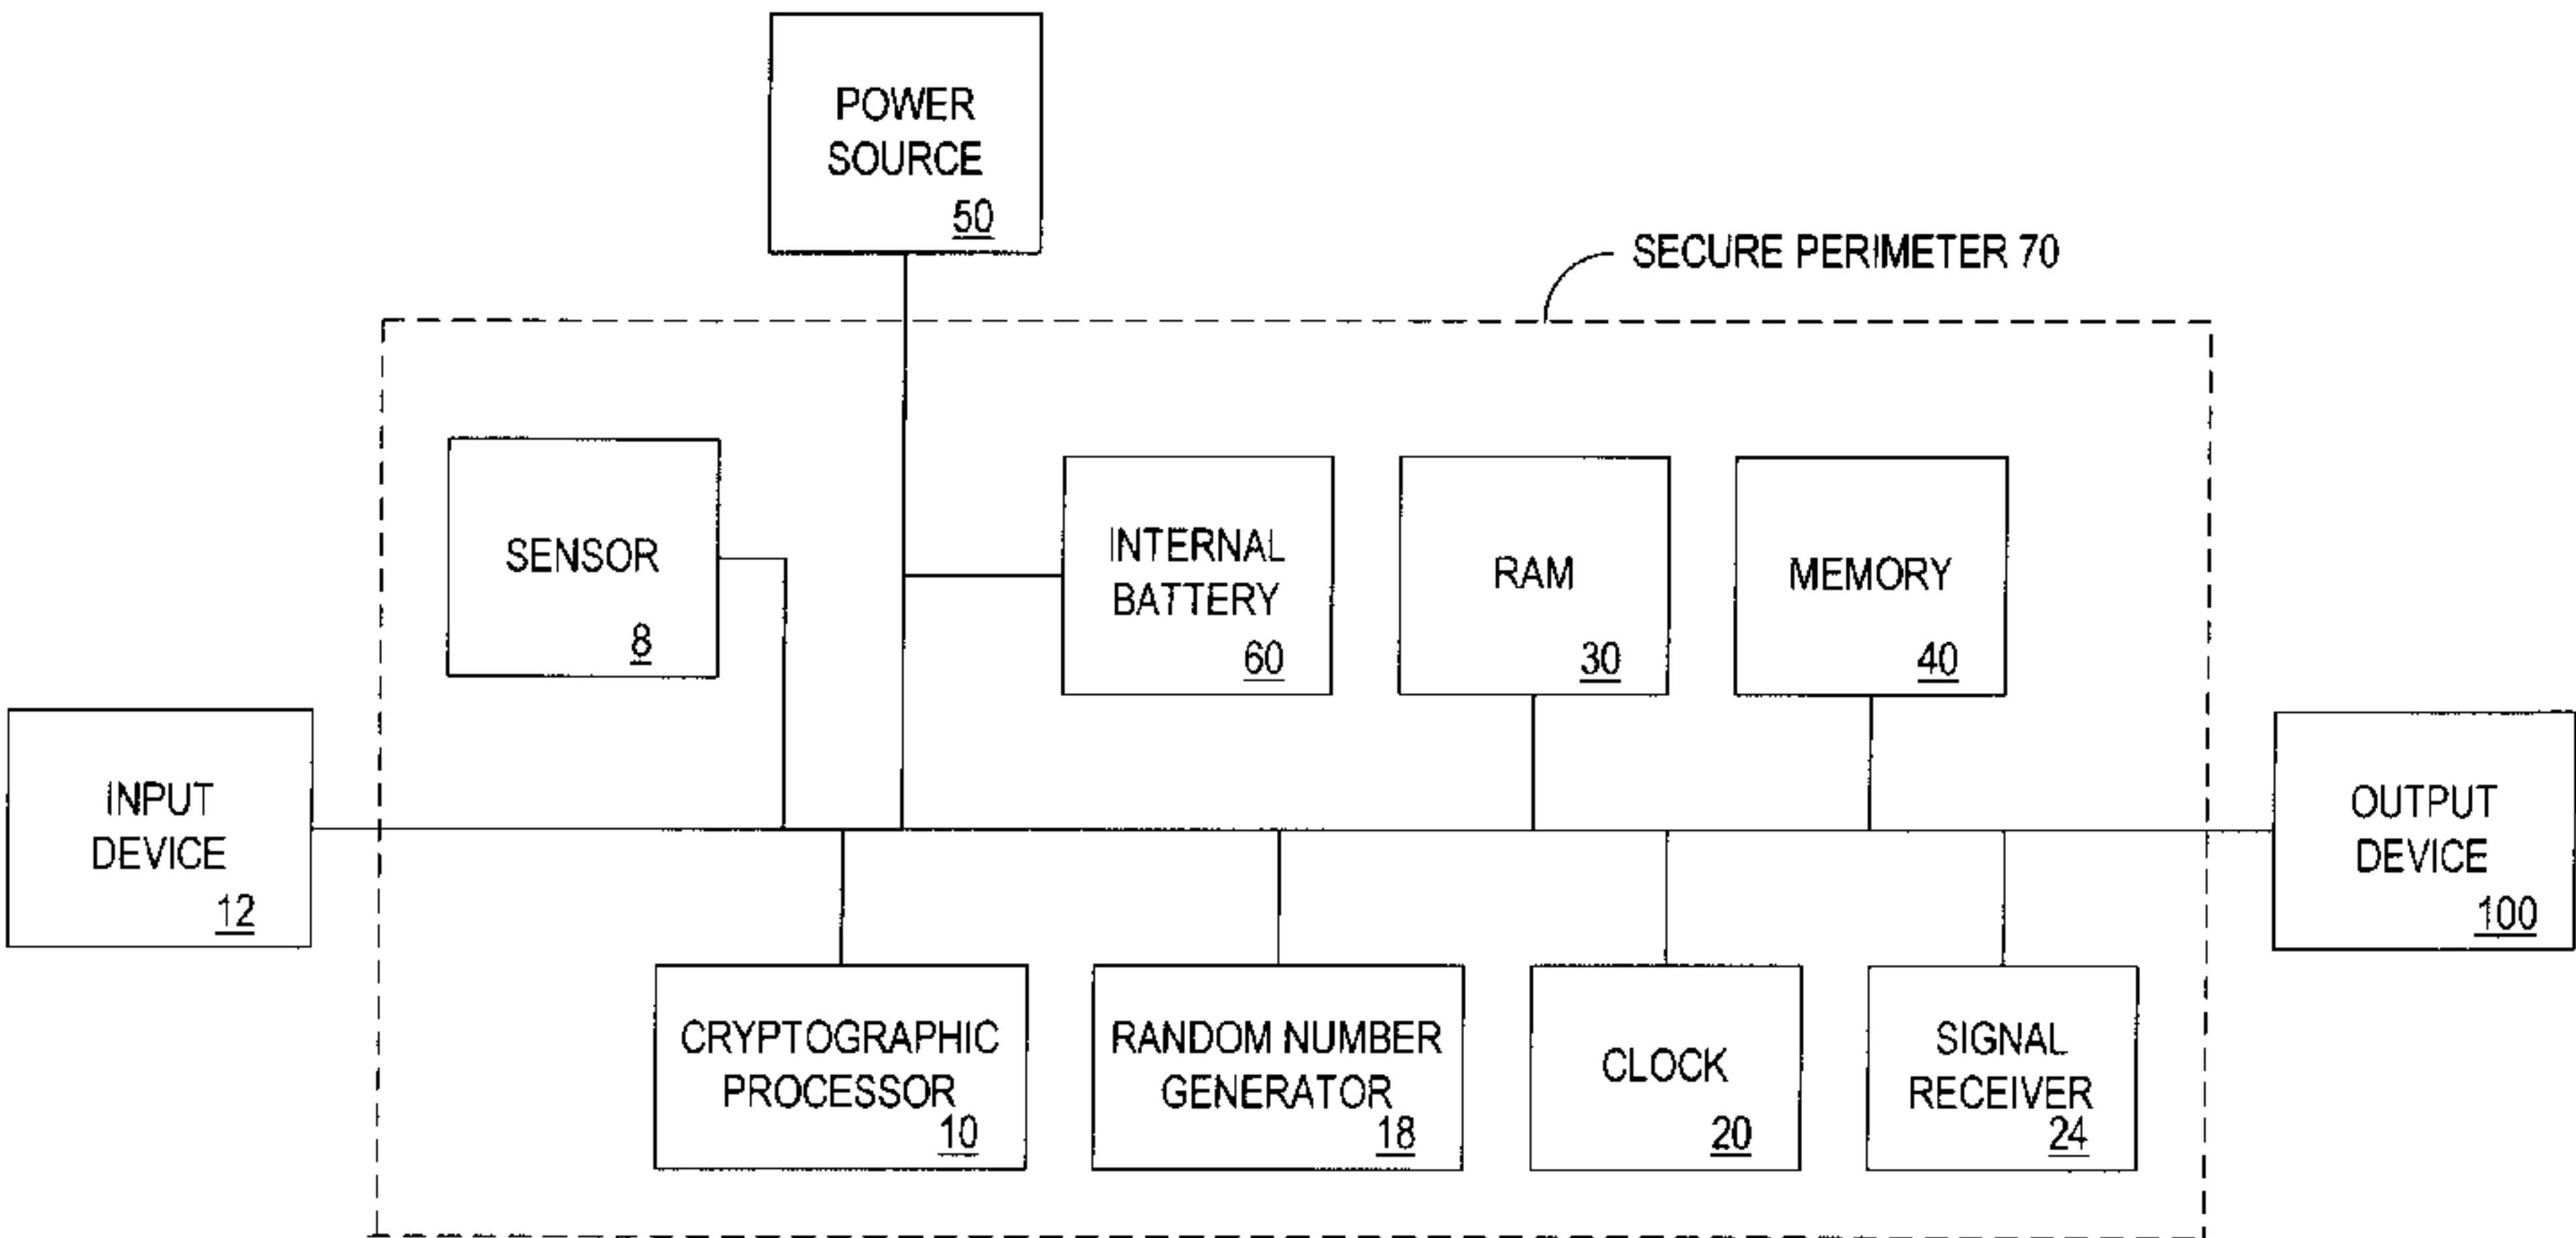 POWER
SOURCE
50
SECURE PERIMETER 70
SENSOR
8
INTERNAL
BATTERY
60
RAM
30
MEMORY
40
INPUT
DEVICE
12
OUTPUT
DEVICE
100
CRYPTOGRAPHIC
PROCESSOR
10
RANDOM NUMBER
GENERATOR
18
CLOCK
20
SIGNAL
RECEIVER
24